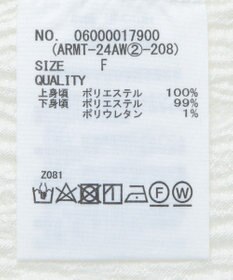 NO. 06000017900
(ARMT-24AW②-208)
SIZE F
QUALITY
上身頃 ポリエステル 100%
下身頃 ポリエステル 99%
ポリウレタン 1%
Z081
F W